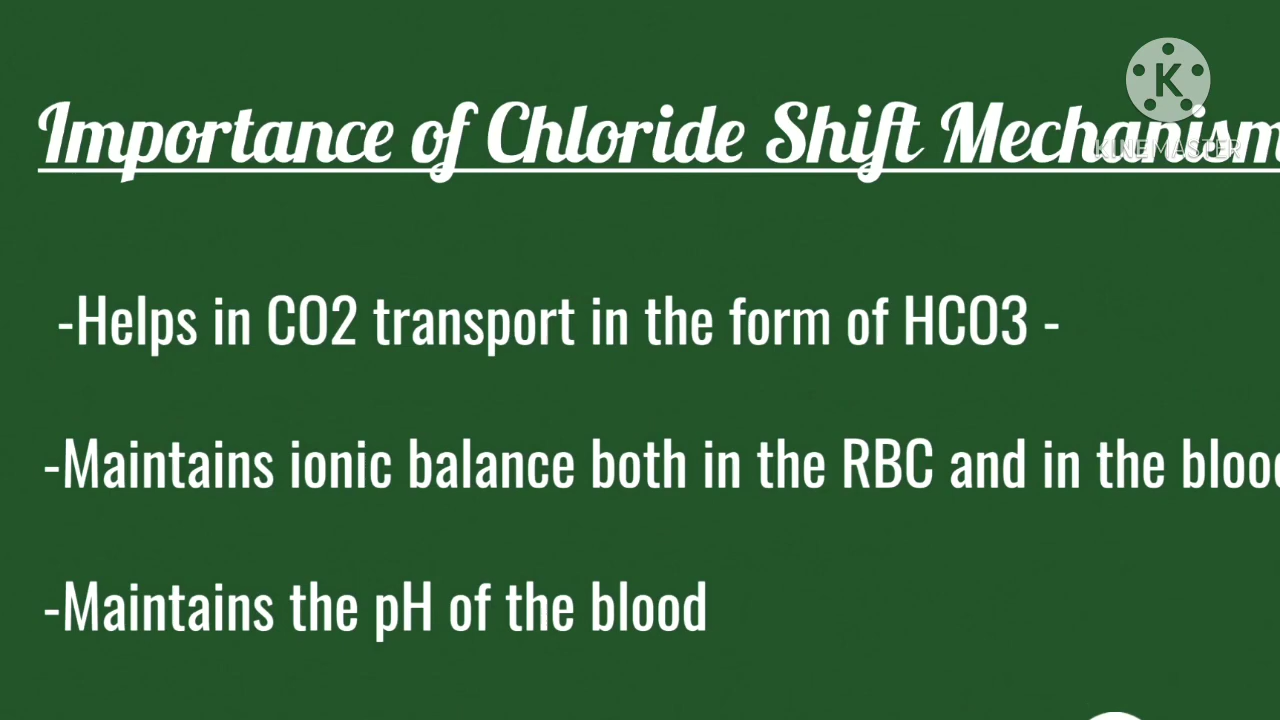 Importance of Chloride Shift Mechanism
K
KINEMASTER
-Helps in CO2 transport in the form of HCO3 -
-Maintains ionic balance both in the RBC and in the blood
-Maintains the pH of the blood